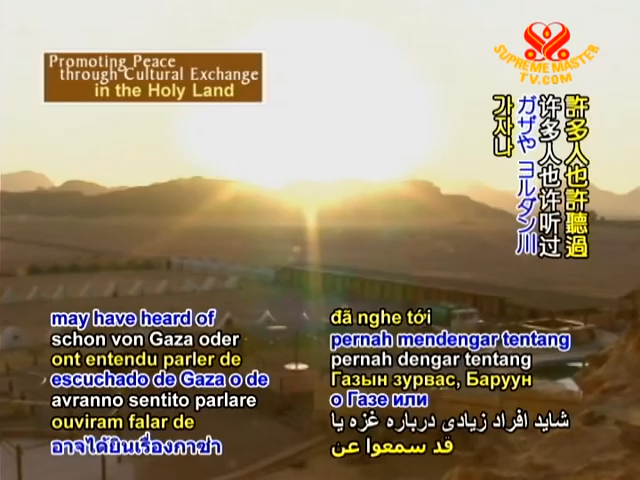 Promoting Peace
through Cultural Exchange
in the Holy Land
SUPREME MASTER
TV.COM
許多人也許聽過
许多人也许听过
ガザや ヨルダン川
가자나
may have heard of
schon von Gaza oder
ont entendu parler de
escuchado de Gaza o de
avranno sentito parlare
ouviram falar de
อาจได้ยินเรื่องกาซ่า
đã nghe tới
pernah mendengar tentang
pernah dengar tentang
Газын зурвас, Баруун
о Газе или
شاید افراد زیادی درباره غزه یا
قد سمعوا عن